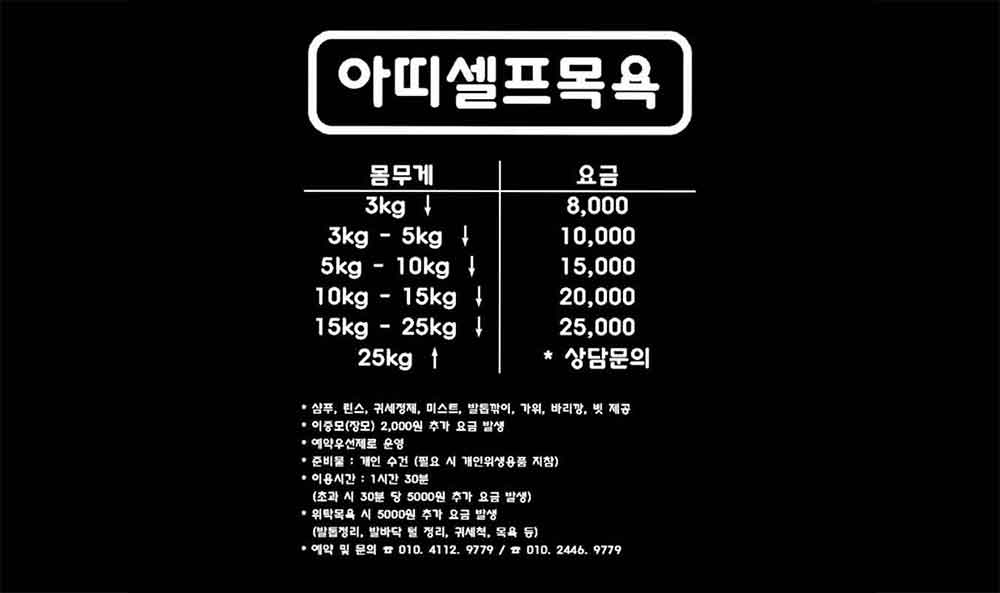 아띠셀프목욕
몸무게 요금
3kg ↓ 8,000
3kg - 5kg ↓ 10,000
5kg - 10kg ↓ 15,000
10kg - 15kg ↓ 20,000
15kg - 25kg ↓ 25,000
25kg ↑ * 상담문의
* 샴푸, 린스, 귀세정제, 미스트, 발톱깎이, 가위, 바리깡, 빗 제공
* 이중모(장모) 2,000원 추가 요금 발생
* 예약우선제로 운영
* 준비물 : 개인 수건 (필요 시 개인위생용품 지참)
* 이용시간 : 1시간 30분
(초과 시 30분 당 5000원 추가 요금 발생)
* 위탁목욕 시 5000원 추가 요금 발생
(발톱정리, 발바닥 털 정리, 귀세척, 목욕 등)
* 예약 및 문의 ☎ 010. 4112. 9779 / ☎ 010. 2446. 9779